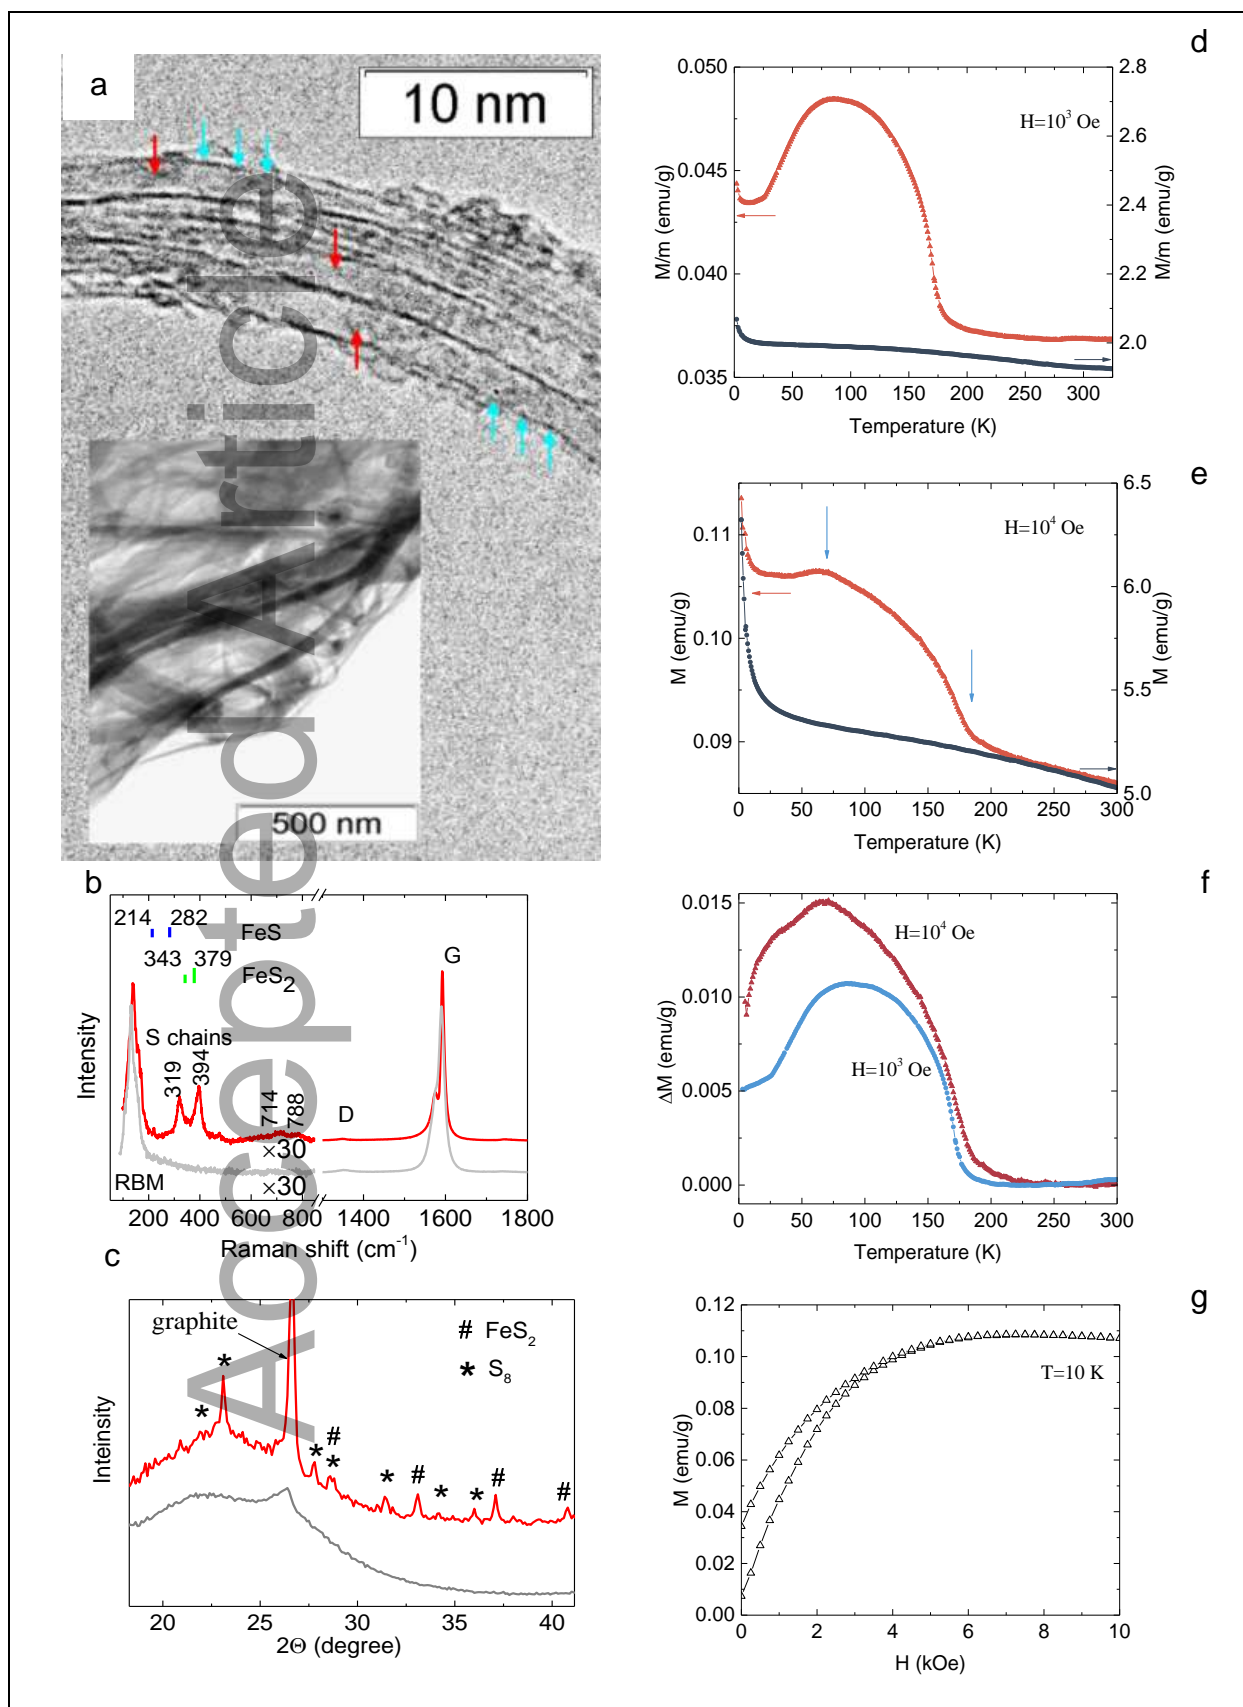 a
10 nm
500 nm
b
214
282
FeS
343
379
FeS₂
G
S chains
319
394
714
788
D
×30
×30
RBM
Intensity
200 400 600 800 1400 1600 1800
Raman shift (cm⁻¹)
c
graphite
# FeS₂
* S₈
*
*
#
*
*
*
#
*
*
#
#
Inteinsity
20 25 30 35 40
2Θ (degree)
d
0.050
0.045
0.040
0.035
M/m (emu/g)
H=10³ Oe
2.8
2.6
2.4
2.2
2.0
M/m (emu/g)
0 50 100 150 200 250 300
Temperature (K)
e
0.11
0.10
0.09
M (emu/g)
H=10⁴ Oe
6.5
6.0
5.5
5.0
M (emu/g)
0 50 100 150 200 250 300
Temperature (K)
f
0.015
0.010
0.005
0.000
ΔM (emu/g)
H=10⁴ Oe
H=10³ Oe
0 50 100 150 200 250 300
Temperature (K)
g
0.12
0.10
0.08
0.06
0.04
0.02
0.00
M (emu/g)
T=10 K
0 2 4 6 8 10
H (kOe)
Accepted Article